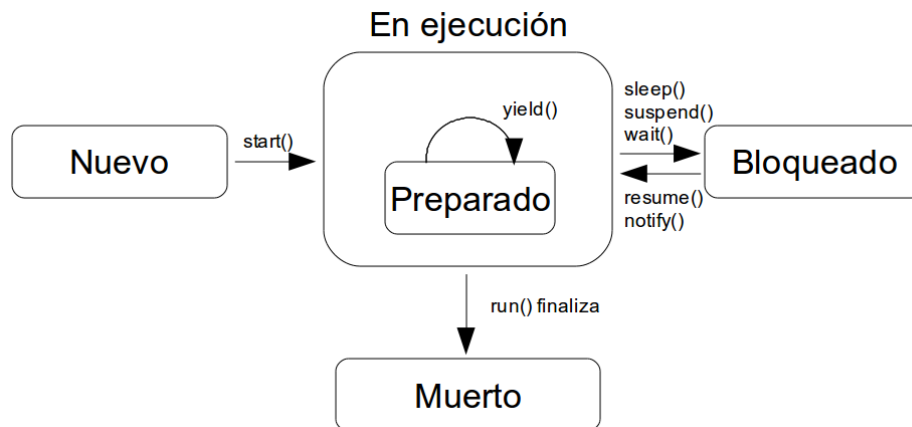 En ejecución
sleep()
suspend()
wait()
yield()
start()
Nuevo
Preparado
Bloqueado
resume()
notify()
run() finaliza
Muerto